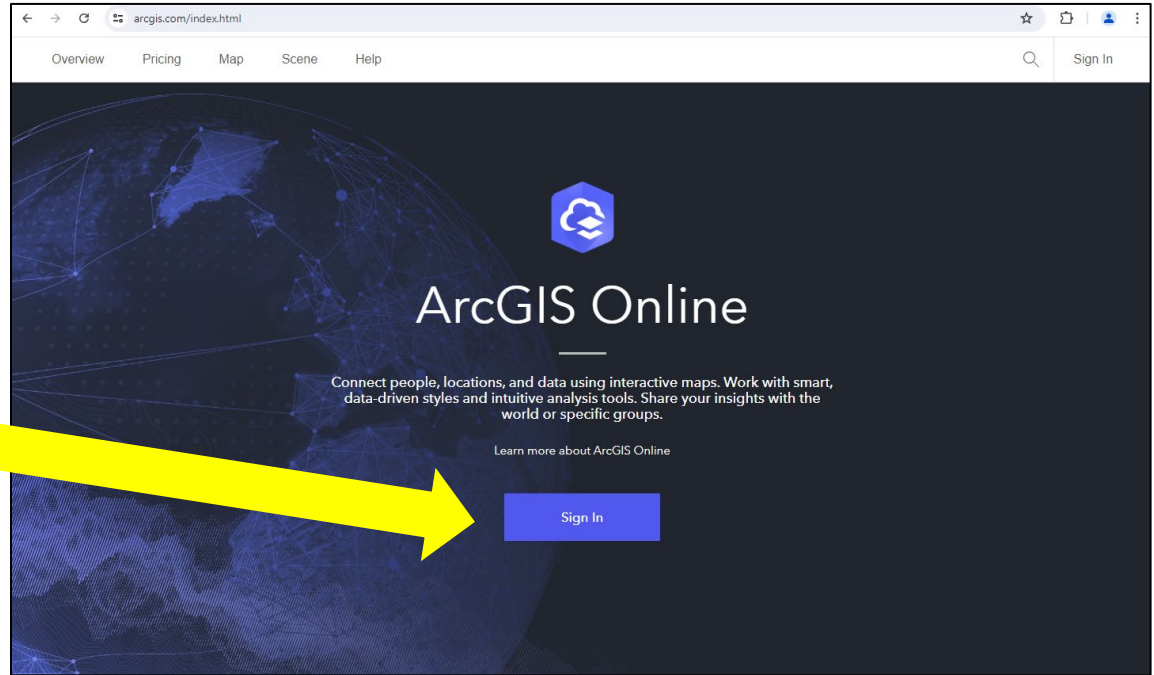 arcgis.com/index.html
Overview Pricing Map Scene Help Sign In
ArcGIS Online
Connect people, locations, and data using interactive maps. Work with smart,
data-driven styles and intuitive analysis tools. Share your insights with the
world or specific groups.
Learn more about ArcGIS Online
Sign In